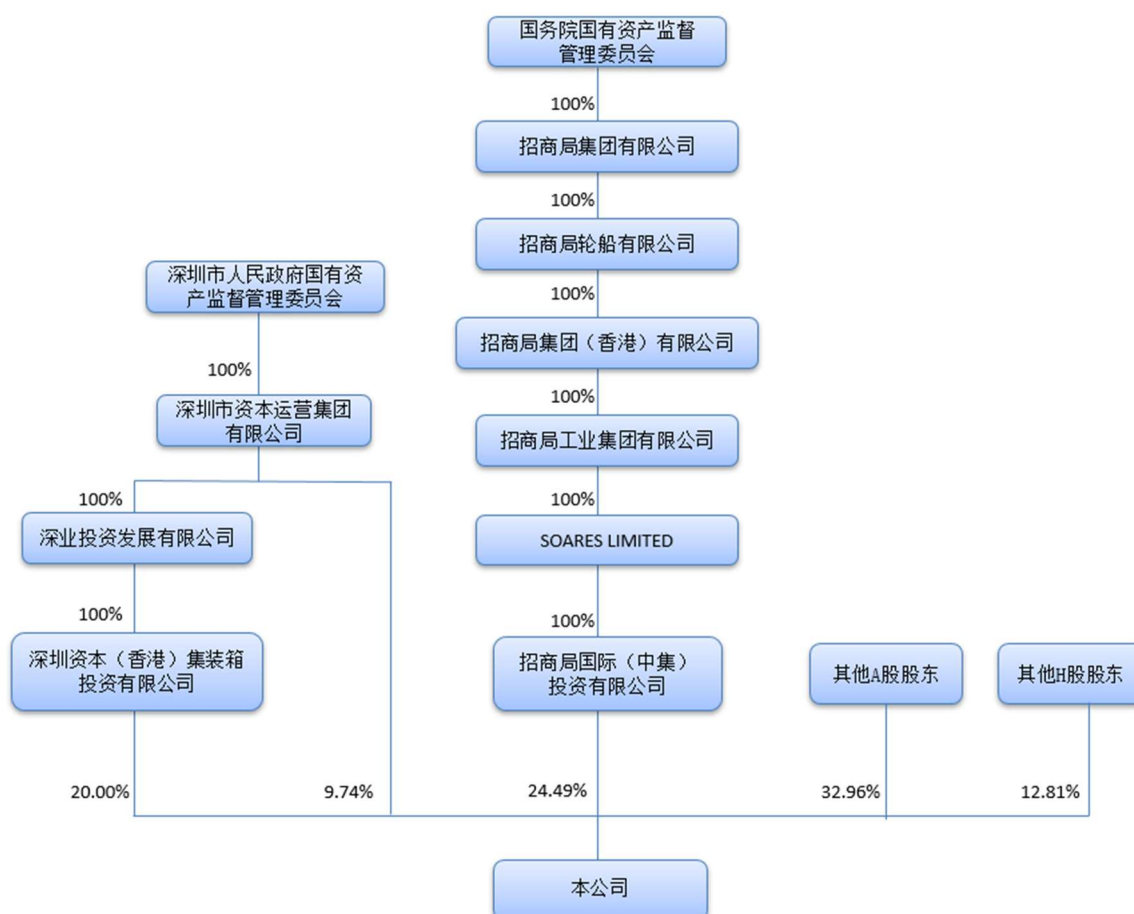 国务院国有资产监督
管理委员会
100%
招商局集团有限公司
100%
招商局轮船有限公司
100%
深圳市人民政府国有资
产监督管理委员会
招商局集团（香港）有限公司
100%
100%
深圳市资本运营集团
有限公司
招商局工业集团有限公司
100%
100%
深业投资发展有限公司
SOARES LIMITED
100%
100%
深圳资本（香港）集装箱
投资有限公司
招商局国际（中集）
投资有限公司
其他A股股东
其他H股股东
20.00%
9.74%
24.49%
32.96%
12.81%
本公司